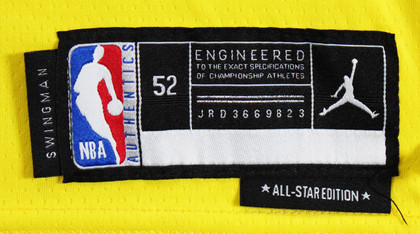 SWINGMAN
NBA
AUTHENTICS
52
ENGINEERED
TO THE EXACT SPECIFICATIONS
OF CHAMPIONSHIP ATHLETES
JRD3669823
★ALL-STAR EDITION★